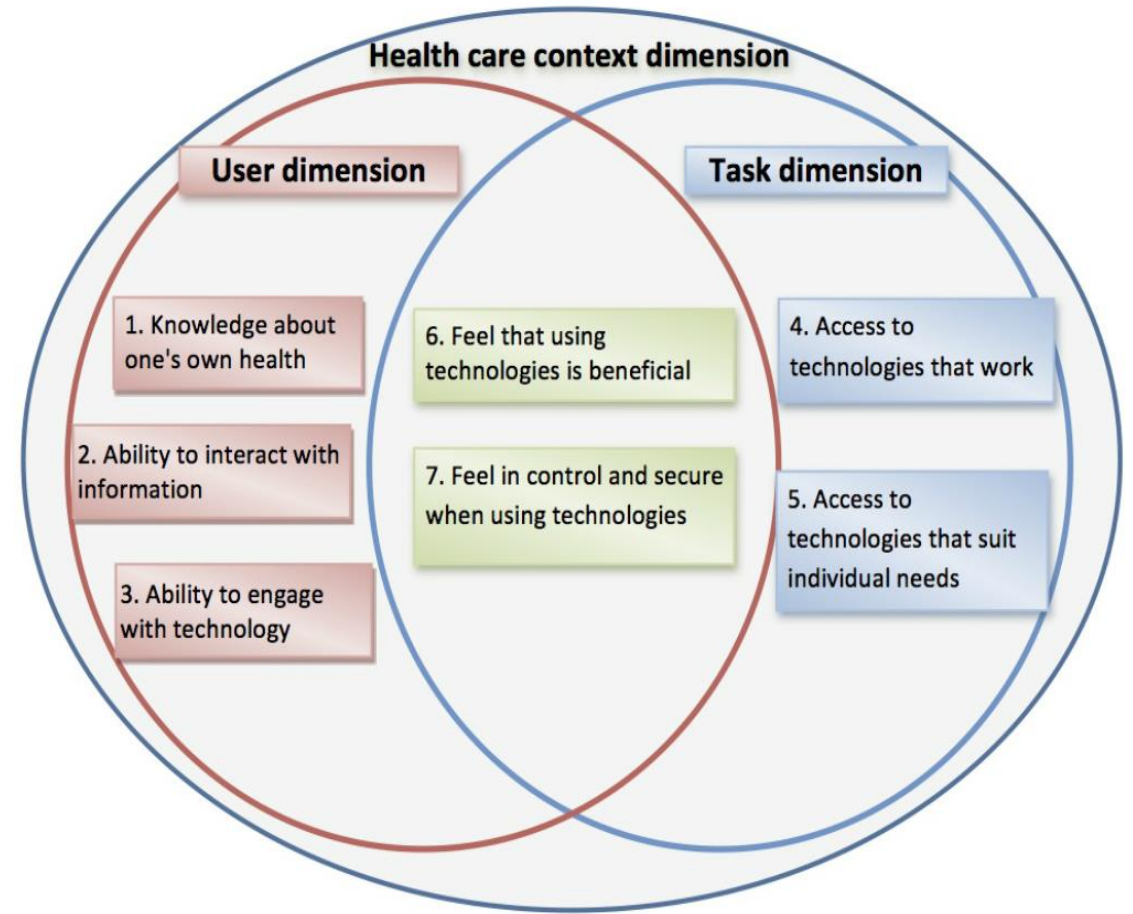 Health care context dimension
User dimension
Task dimension
1. Knowledge about
one's own health
2. Ability to interact with
information
3. Ability to engage
with technology
6. Feel that using
technologies is beneficial
7. Feel in control and secure
when using technologies
4. Access to
technologies that work
5. Access to
technologies that suit
individual needs